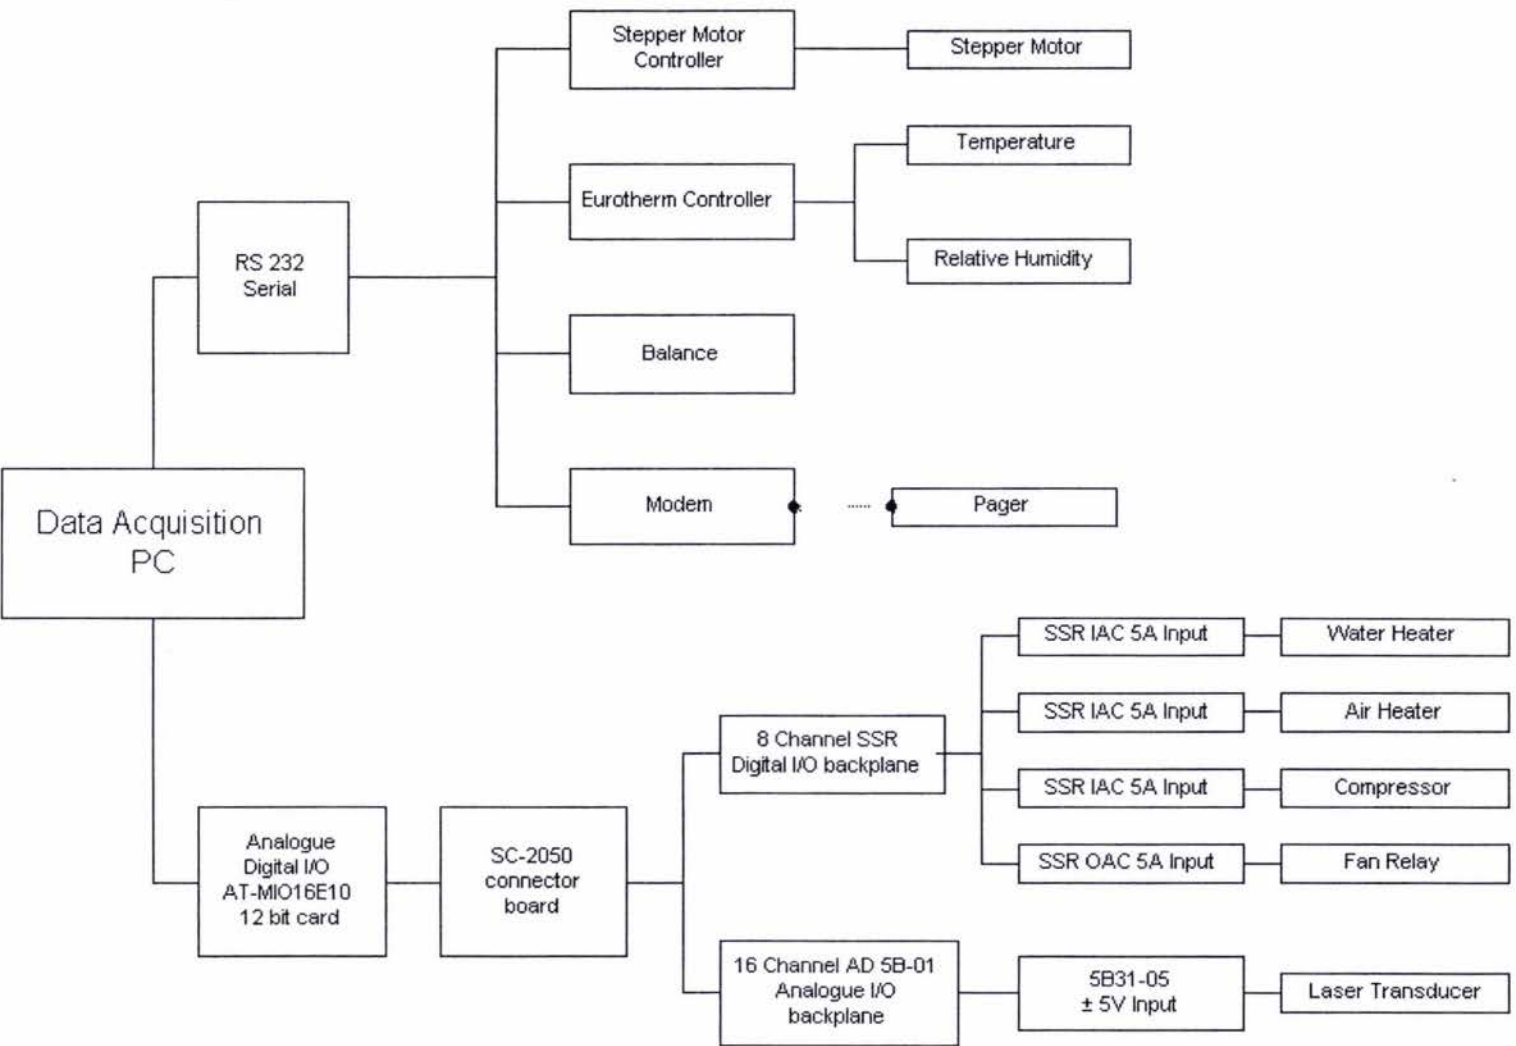 Stepper Motor
Controller
Stepper Motor
Temperature
Eurotherm Controller
Relative Humidity
RS 232
Serial
Balance
Modem
Pager
Data Acquisition
PC
SSR IAC 5A Input
Water Heater
SSR IAC 5A Input
Air Heater
8 Channel SSR
Digital I/O backplane
SSR IAC 5A Input
Compressor
SSR OAC 5A Input
Fan Relay
Analogue
Digital I/O
AT-MIO16E10
12 bit card
SC-2050
connector
board
16 Channel AD 5B-01
Analogue I/O
backplane
5B31-05
± 5V Input
Laser Transducer